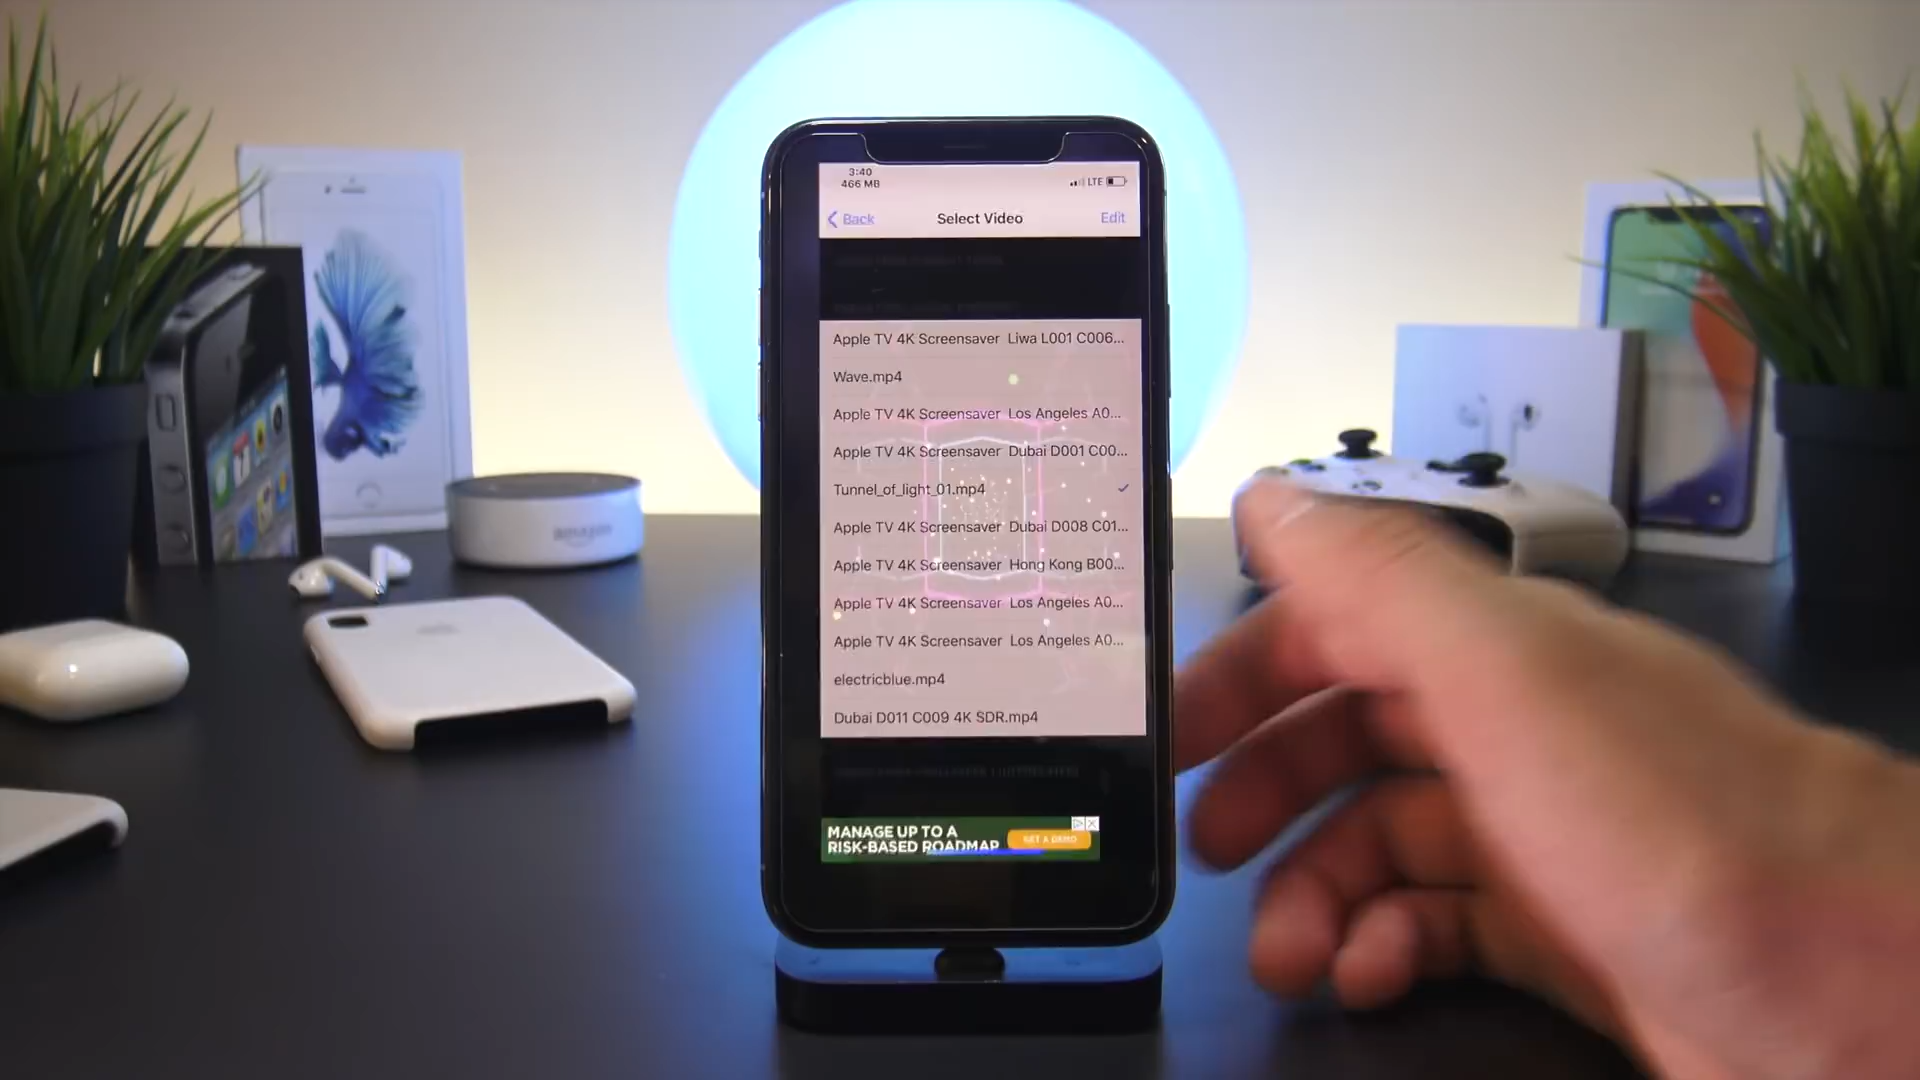 3:40
466 MB
LTE
Back
Select Video
Edit
Apple TV 4K Screensaver Liwa L001 C006...
Wave.mp4
Apple TV 4K Screensaver Los Angeles A0...
Apple TV 4K Screensaver Dubai D001 C00...
Tunnel_of_light_01.mp4
Apple TV 4K Screensaver Dubai D008 C01...
Apple TV 4K Screensaver Hong Kong B00...
Apple TV 4K Screensaver Los Angeles A0...
Apple TV 4K Screensaver Los Angeles A0...
electricblue.mp4
Dubai D011 C009 4K SDR.mp4
MANAGE UP TO A
RISK-BASED ROADMAP
GET A DEMO
amazon